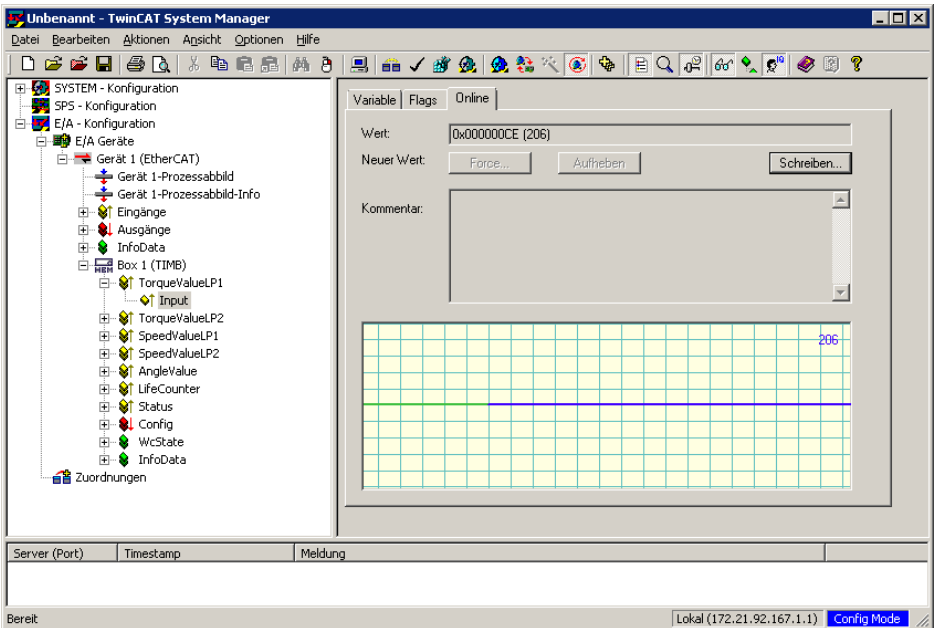 Unbenannt - TwinCAT System Manager
Datei Bearbeiten Aktionen Ansicht Optionen Hilfe
SYSTEM - Konfiguration
SPS - Konfiguration
E/A - Konfiguration
E/A Geräte
Gerät 1 (EtherCAT)
Gerät 1-Prozessabbild
Gerät 1-Prozessabbild-Info
Eingänge
Ausgänge
InfoData
Box 1 (TIMB)
TorqueValueLP1
Input
TorqueValueLP2
SpeedValueLP1
SpeedValueLP2
AngleValue
LifeCounter
Status
Config
WcState
InfoData
Zuordnungen
Variable Flags Online
Wert: 0x000000CE (206)
Neuer Wert: Force... Aufheben Schreiben...
Kommentar:
206
Server (Port) Timestamp Meldung
Bereit Lokal (172.21.92.167.1.1) Config Mode